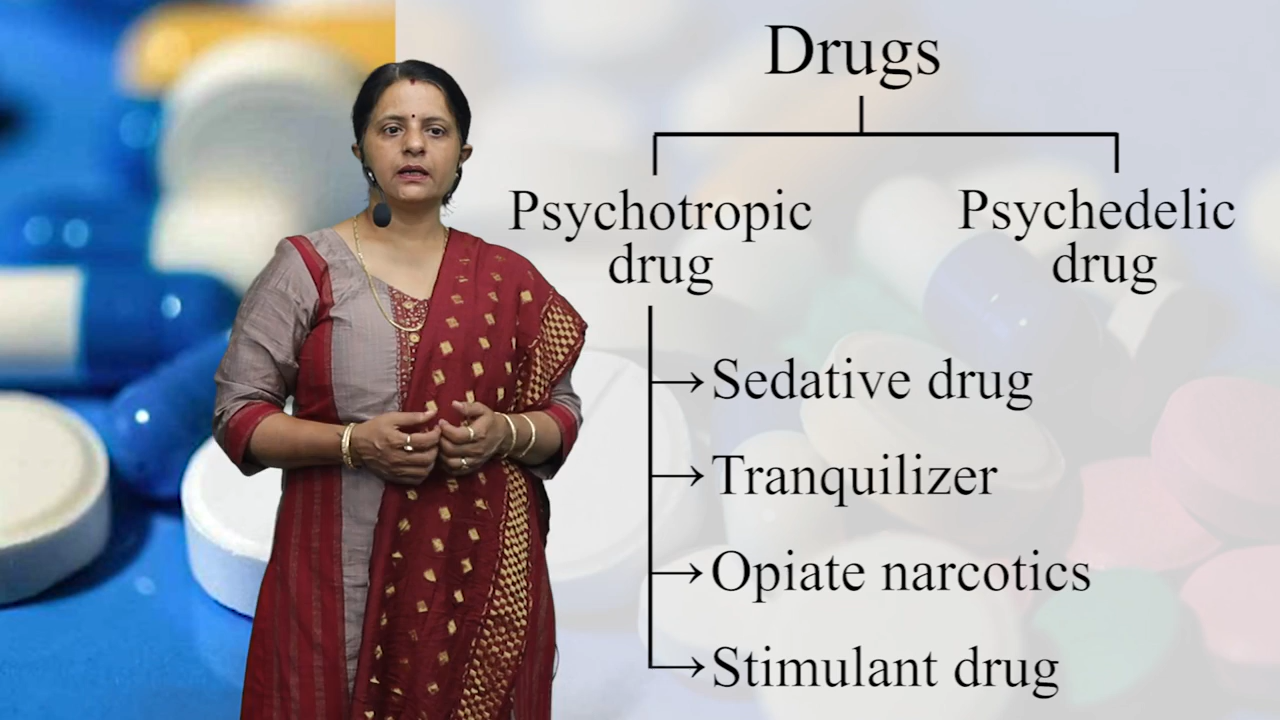 Drugs
Psychotropic
drug
Psychedelic
drug
Sedative drug
Tranquilizer
Opiate narcotics
Stimulant drug